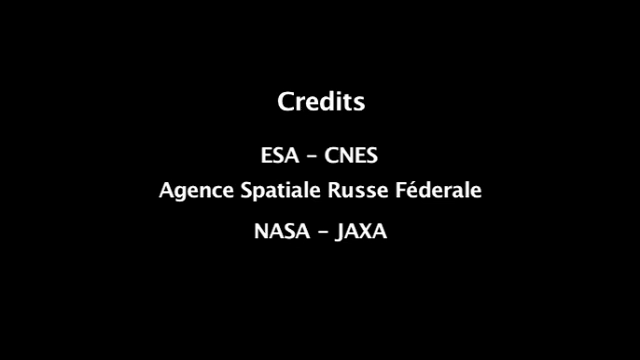 Credits
ESA - CNES
Agence Spatiale Russe Féderale
NASA - JAXA